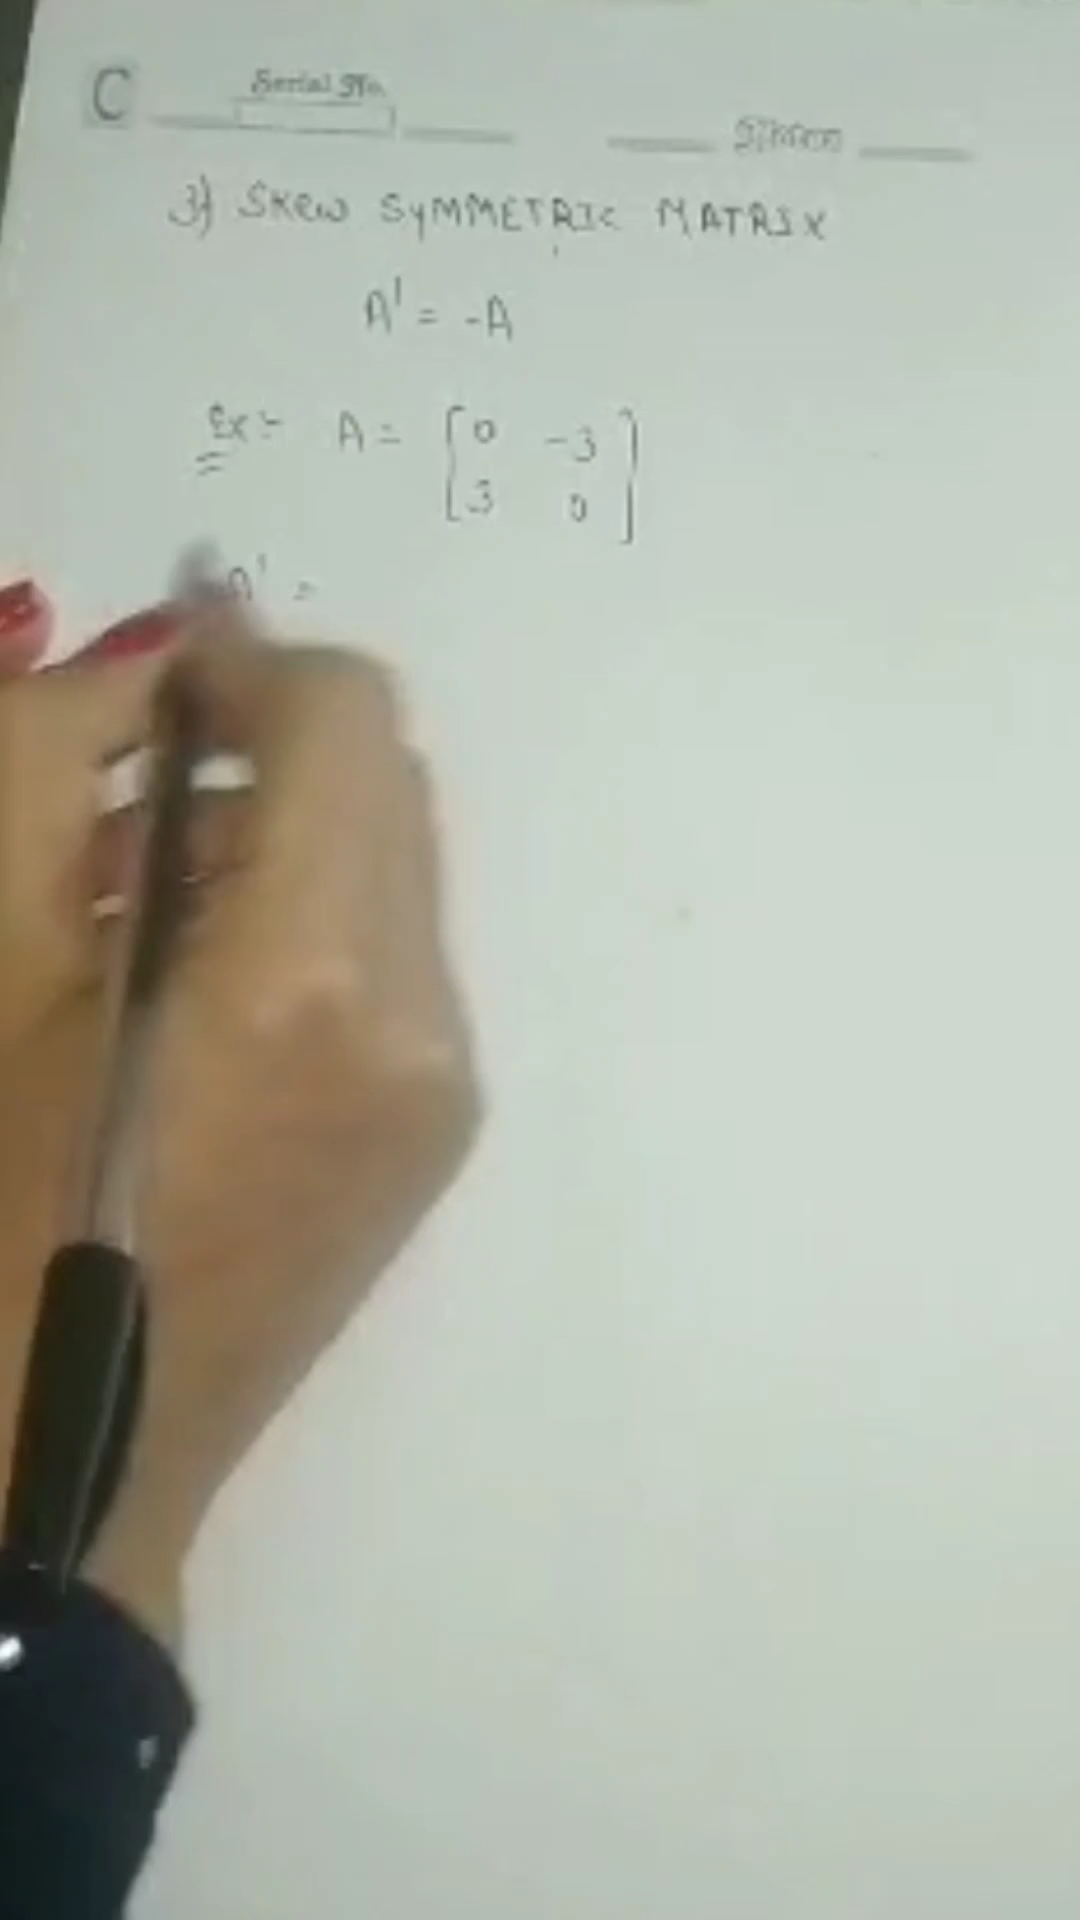 C Serial No.
3) SKew SyMMETRIC MATRIX
A' = -A
Ex :- A = [0 -3
3 0]
A' =